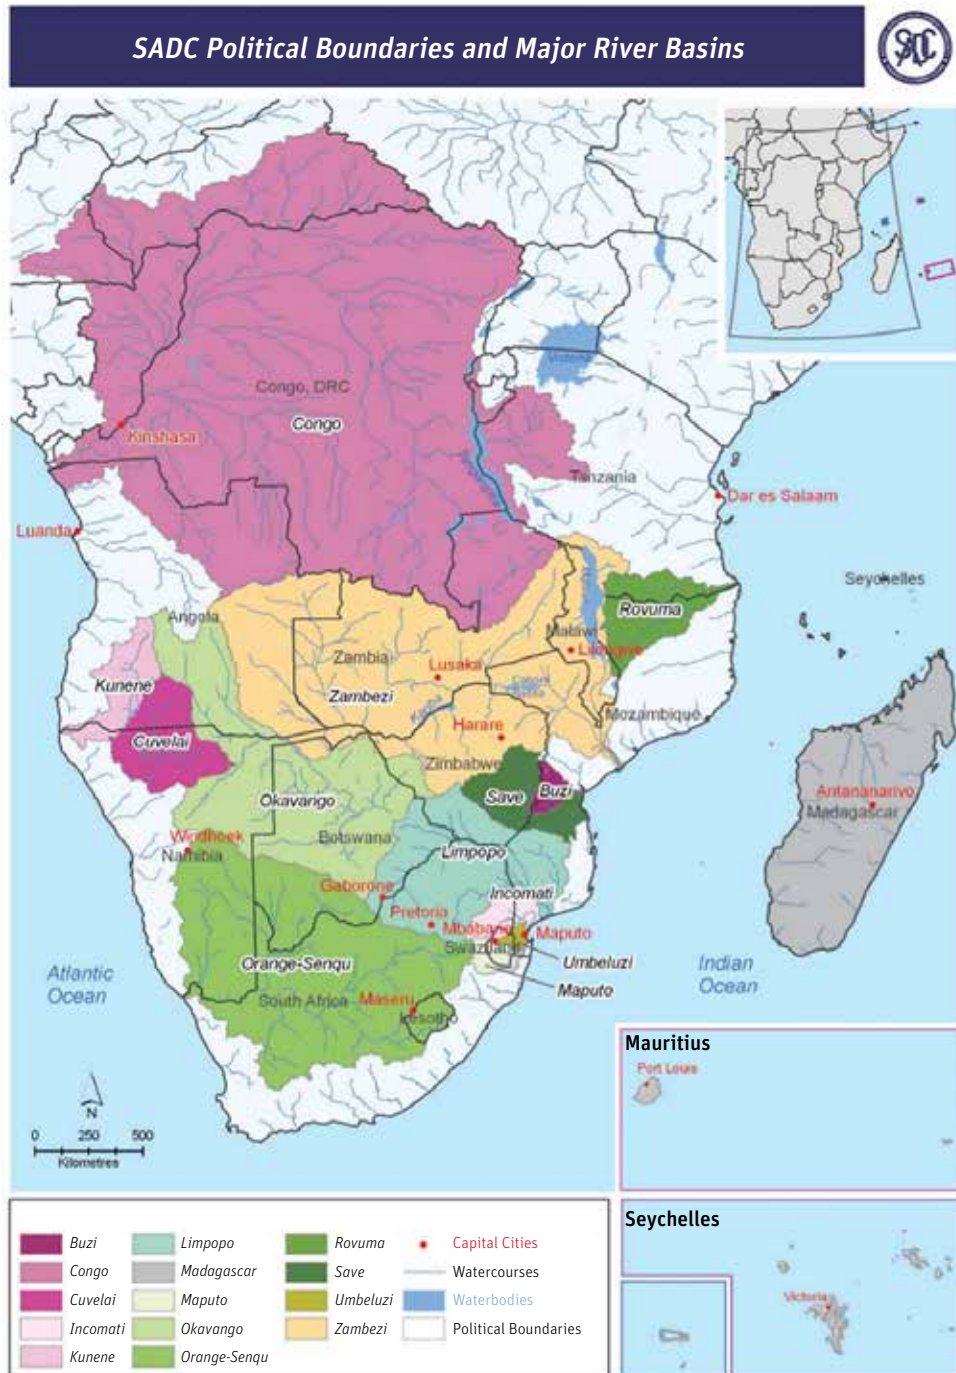 SADC Political Boundaries and Major River Basins
SADC
Victoria
Congo, DRC
Congo
Kinshasa
Tanzania
Dar es Salaam
Luanda
Seychelles
Angola
Rovuma
Malawi
Lilongwe
Zambia
Lusaka
Kunene
Zambezi
Mozambique
Harare
Cuvelai
Zimbabwe
Okavango
Save
Buzi
Antananarivo
Madagascar
Windhoek
Namibia
Botswana
Limpopo
Gaborone
Incomati
Pretoria
Mbabane
Maputo
Swaziland
Orange-Senqu
Umbeluzi
Maputo
Atlantic
Ocean
Indian
Ocean
South Africa
Maseru
Lesotho
N
0 250 500
Kilometres
Mauritius
Port Louis
Seychelles
Victoria
Buzi
Congo
Cuvelai
Incomati
Kunene
Limpopo
Madagascar
Maputo
Okavango
Orange-Senqu
Rovuma
Save
Umbeluzi
Zambezi
Capital Cities
Watercourses
Waterbodies
Political Boundaries